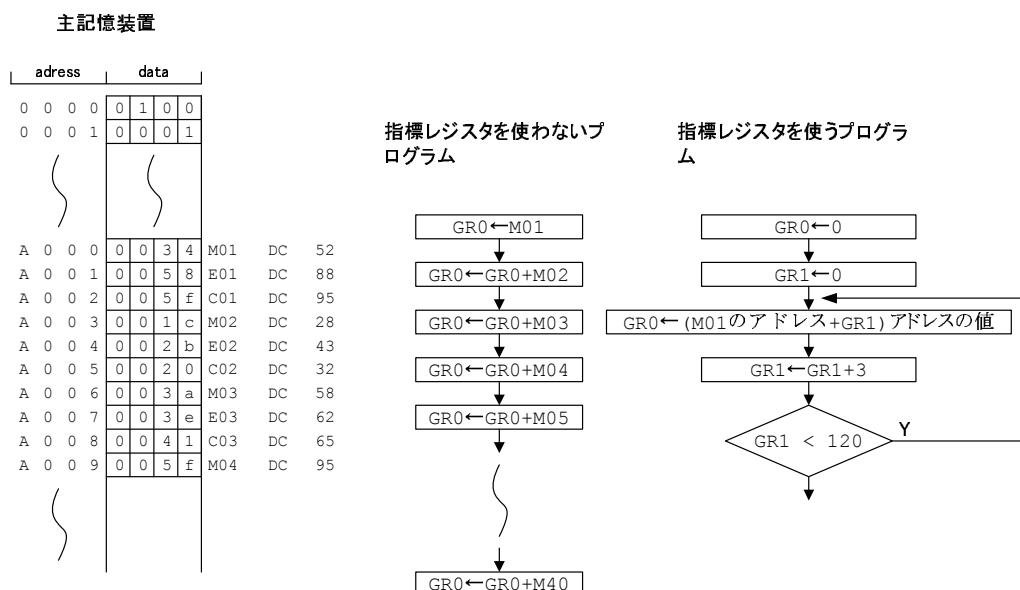 主記憶装置
adress data
0 0 0 0 0 1 0 0
0 0 0 1 0 0 0 1
A 0 0 0 0 0 3 4 M01 DC 52
A 0 0 1 0 0 5 8 E01 DC 88
A 0 0 2 0 0 5 f C01 DC 95
A 0 0 3 0 0 1 c M02 DC 28
A 0 0 4 0 0 2 b E02 DC 43
A 0 0 5 0 0 2 0 C02 DC 32
A 0 0 6 0 0 3 a M03 DC 58
A 0 0 7 0 0 3 e E03 DC 62
A 0 0 8 0 0 4 1 C03 DC 65
A 0 0 9 0 0 5 f M04 DC 95
指標レジスタを使わないプ
ログラム
GR0←M01
GR0←GR0+M02
GR0←GR0+M03
GR0←GR0+M04
GR0←GR0+M05
GR0←GR0+M40
指標レジスタを使うプログラ
ム
GR0←0
GR1←0
GR0←(M01のアドレス+GR1)アドレスの値
GR1←GR1+3
GR1 < 120
Y